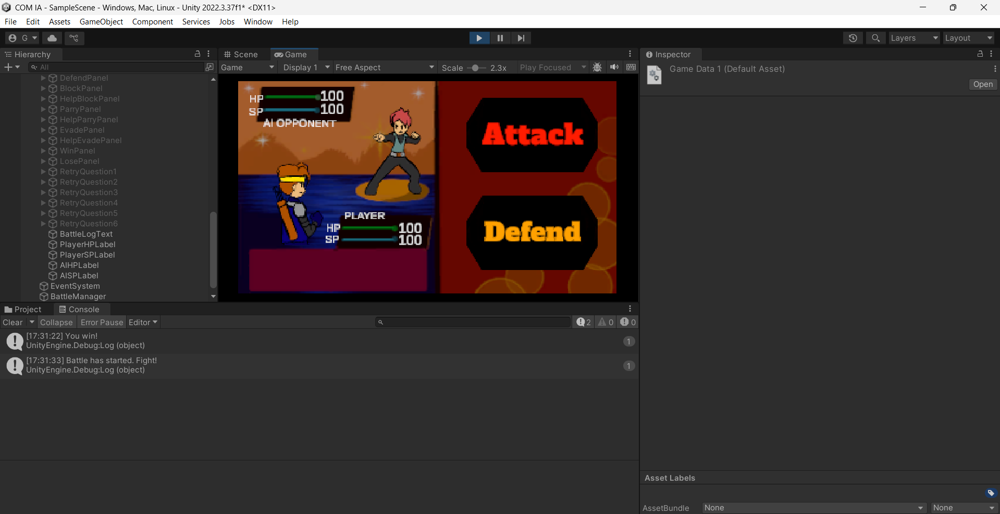 COM IA - SampleScene - Windows, Mac, Linux - Unity 2022.3.37f1* <DX11>
File Edit Assets GameObject Component Services Jobs Window Help
G
Layers
Layout
Hierarchy
All
DefendPanel
BlockPanel
HelpBlockPanel
ParryPanel
HelpParryPanel
EvadePanel
HelpEvadePanel
WinPanel
LosePanel
RetryQuestion1
RetryQuestion2
RetryQuestion3
RetryQuestion4
RetryQuestion5
RetryQuestion6
BattleLogText
PlayerHPLabel
PlayerSPLabel
AIHPLabel
AISPLabel
EventSystem
BattleManager
Scene Game
Game Display 1 Free Aspect Scale 2.3x Play Focused
HP 100
SP 100
AI OPPONENT
PLAYER
HP 100
SP 100
Attack
Defend
Inspector
Game Data 1 (Default Asset)
Open
Project Console
Clear Collapse Error Pause Editor
2 0 0
[17:31:22] You win!
UnityEngine.Debug:Log (object)
1
[17:31:33] Battle has started. Fight!
UnityEngine.Debug:Log (object)
1
Asset Labels
AssetBundle None None